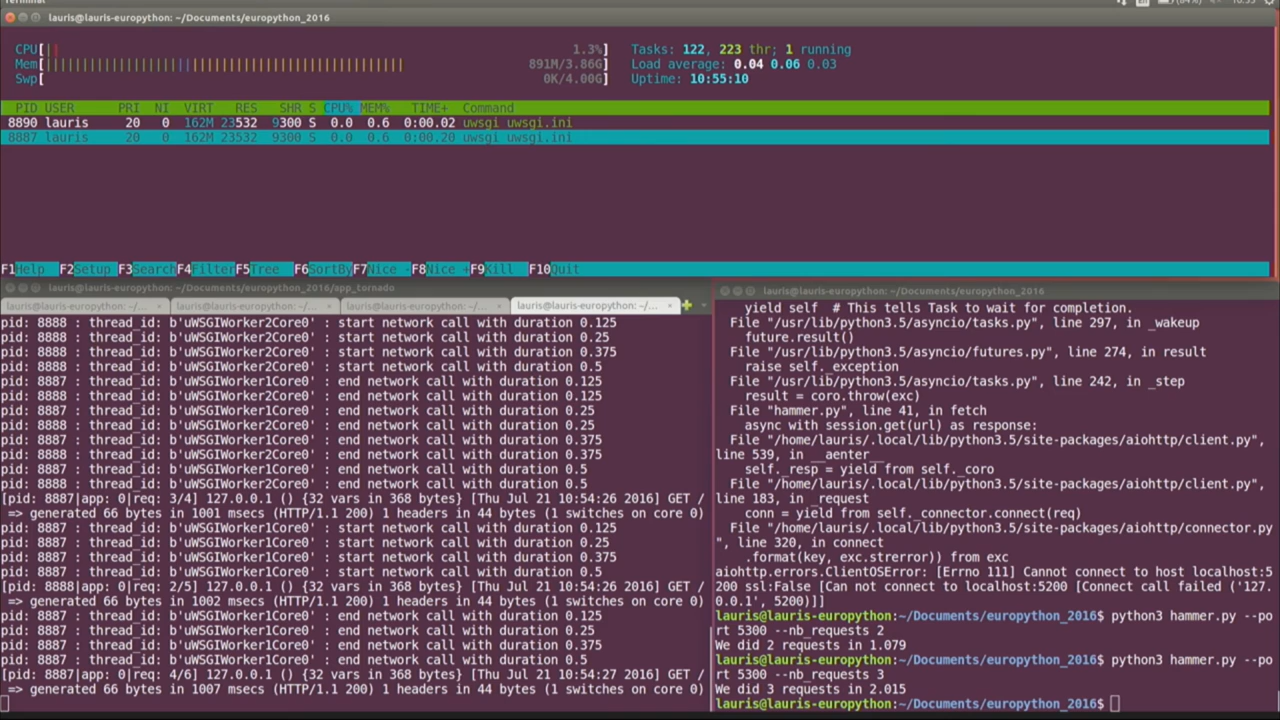 Terminal
lauris@lauris-europython: ~/Documents/europython_2016
CPU[|| 1.3%] Tasks: 122, 223 thr; 1 running
Mem[||||||||||||||||||||||||||||||||||||||||||||||| 891M/3.86G] Load average: 0.04 0.06 0.03
Swp[ 0K/4.00G] Uptime: 10:55:10
PID USER PRI NI VIRT RES SHR S CPU% MEM% TIME+ Command
8890 lauris 20 0 162M 23532 9300 S 0.0 0.6 0:00.02 uwsgi uwsgi.ini
8887 lauris 20 0 162M 23532 9300 S 0.0 0.6 0:00.20 uwsgi uwsgi.ini
F1Help F2Setup F3Search F4Filter F5Tree F6SortBy F7Nice - F8Nice + F9Kill F10Quit
_2016/app_tornado
lauris@lauris-europython: ~/... × lauris@lauris-europython: ~/... × lauris@lauris-europython: ~/... × lauris@lauris-europython: ~/... ×
pid: 8888 : thread_id: b'uWSGIWorker2Core0' : start network call with duration 0.125
pid: 8888 : thread_id: b'uWSGIWorker2Core0' : start network call with duration 0.25
pid: 8888 : thread_id: b'uWSGIWorker2Core0' : start network call with duration 0.375
pid: 8888 : thread_id: b'uWSGIWorker2Core0' : start network call with duration 0.5
pid: 8887 : thread_id: b'uWSGIWorker1Core0' : end network call with duration 0.125
pid: 8888 : thread_id: b'uWSGIWorker2Core0' : end network call with duration 0.125
pid: 8887 : thread_id: b'uWSGIWorker1Core0' : end network call with duration 0.25
pid: 8888 : thread_id: b'uWSGIWorker2Core0' : end network call with duration 0.25
pid: 8887 : thread_id: b'uWSGIWorker1Core0' : end network call with duration 0.375
pid: 8888 : thread_id: b'uWSGIWorker2Core0' : end network call with duration 0.375
pid: 8887 : thread_id: b'uWSGIWorker1Core0' : end network call with duration 0.5
pid: 8888 : thread_id: b'uWSGIWorker2Core0' : end network call with duration 0.5
[pid: 8887|app: 0|req: 3/4] 127.0.0.1 () {32 vars in 368 bytes} [Thu Jul 21 10:54:26 2016] GET /
=> generated 66 bytes in 1001 msecs (HTTP/1.1 200) 1 headers in 44 bytes (1 switches on core 0)
pid: 8887 : thread_id: b'uWSGIWorker1Core0' : start network call with duration 0.125
pid: 8887 : thread_id: b'uWSGIWorker1Core0' : start network call with duration 0.25
pid: 8887 : thread_id: b'uWSGIWorker1Core0' : start network call with duration 0.375
pid: 8887 : thread_id: b'uWSGIWorker1Core0' : start network call with duration 0.5
[pid: 8888|app: 0|req: 2/5] 127.0.0.1 () {32 vars in 368 bytes} [Thu Jul 21 10:54:26 2016] GET /
=> generated 66 bytes in 1002 msecs (HTTP/1.1 200) 1 headers in 44 bytes (1 switches on core 0)
pid: 8887 : thread_id: b'uWSGIWorker1Core0' : end network call with duration 0.125
pid: 8887 : thread_id: b'uWSGIWorker1Core0' : end network call with duration 0.25
pid: 8887 : thread_id: b'uWSGIWorker1Core0' : end network call with duration 0.375
pid: 8887 : thread_id: b'uWSGIWorker1Core0' : end network call with duration 0.5
[pid: 8887|app: 0|req: 4/6] 127.0.0.1 () {32 vars in 368 bytes} [Thu Jul 21 10:54:27 2016] GET /
=> generated 66 bytes in 1007 msecs (HTTP/1.1 200) 1 headers in 44 bytes (1 switches on core 0)
lauris@lauris-europython: ~/Documents/europython_2016
yield self # This tells Task to wait for completion.
File "/usr/lib/python3.5/asyncio/tasks.py", line 297, in _wakeup
future.result()
File "/usr/lib/python3.5/asyncio/futures.py", line 274, in result
raise self._exception
File "/usr/lib/python3.5/asyncio/tasks.py", line 242, in _step
result = coro.throw(exc)
File "hammer.py", line 41, in fetch
async with session.get(url) as response:
File "/home/lauris/.local/lib/python3.5/site-packages/aiohttp/client.py",
line 539, in __aenter__
self._resp = yield from self._coro
File "/home/lauris/.local/lib/python3.5/site-packages/aiohttp/client.py",
line 183, in _request
conn = yield from self._connector.connect(req)
File "/home/lauris/.local/lib/python3.5/site-packages/aiohttp/connector.py
", line 320, in connect
.format(key, exc.strerror)) from exc
aiohttp.errors.ClientOSError: [Errno 111] Cannot connect to host localhost:5
200 ssl:False [Can not connect to localhost:5200 [Connect call failed ('127.
0.0.1', 5200)]]
lauris@lauris-europython:~/Documents/europython_2016$ python3 hammer.py --po
rt 5300 --nb_requests 2
We did 2 requests in 1.079
lauris@lauris-europython:~/Documents/europython_2016$ python3 hammer.py --po
rt 5300 --nb_requests 3
We did 3 requests in 2.015
lauris@lauris-europython:~/Documents/europython_2016$